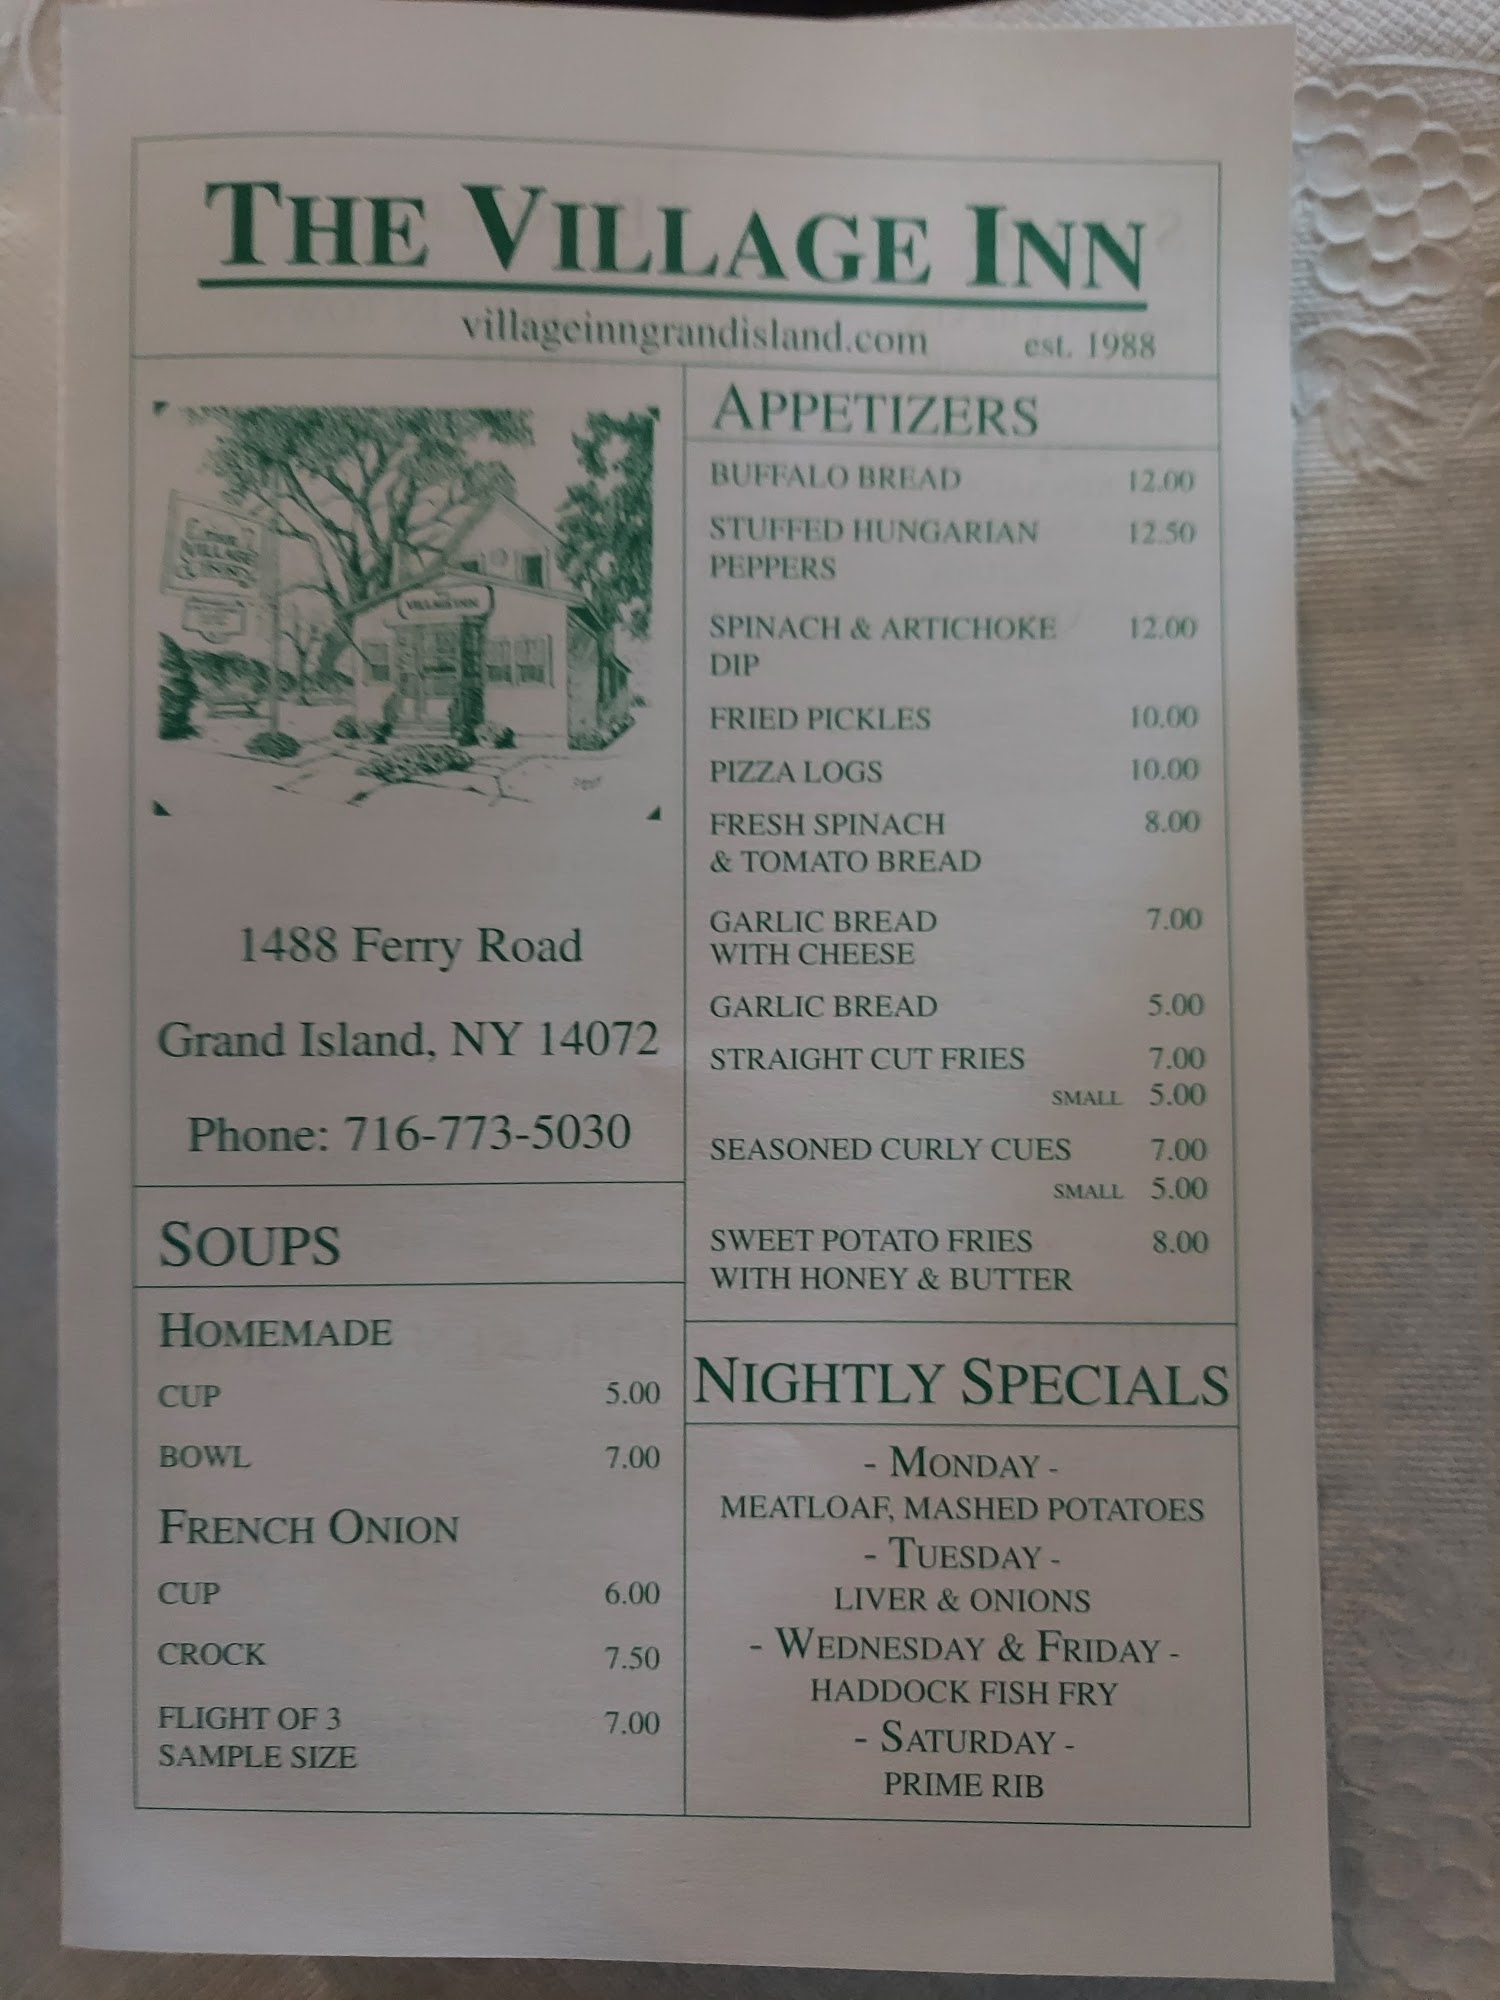 THE VILLAGE INN
villageinngrandisland.com est. 1988
THE
VILLAGE
INN
VILLAGE INN
1488 Ferry Road
Grand Island, NY 14072
Phone: 716-773-5030
SOUPS
HOMEMADE
CUP 5.00
BOWL 7.00
FRENCH ONION
CUP 6.00
CROCK 7.50
FLIGHT OF 3 7.00
SAMPLE SIZE
APPETIZERS
BUFFALO BREAD 12.00
STUFFED HUNGARIAN 12.50
PEPPERS
SPINACH & ARTICHOKE 12.00
DIP
FRIED PICKLES 10.00
PIZZA LOGS 10.00
FRESH SPINACH 8.00
& TOMATO BREAD
GARLIC BREAD 7.00
WITH CHEESE
GARLIC BREAD 5.00
STRAIGHT CUT FRIES 7.00
SMALL 5.00
SEASONED CURLY CUES 7.00
SMALL 5.00
SWEET POTATO FRIES 8.00
WITH HONEY & BUTTER
NIGHTLY SPECIALS
- MONDAY -
MEATLOAF, MASHED POTATOES
- TUESDAY -
LIVER & ONIONS
- WEDNESDAY & FRIDAY -
HADDOCK FISH FRY
- SATURDAY -
PRIME RIB